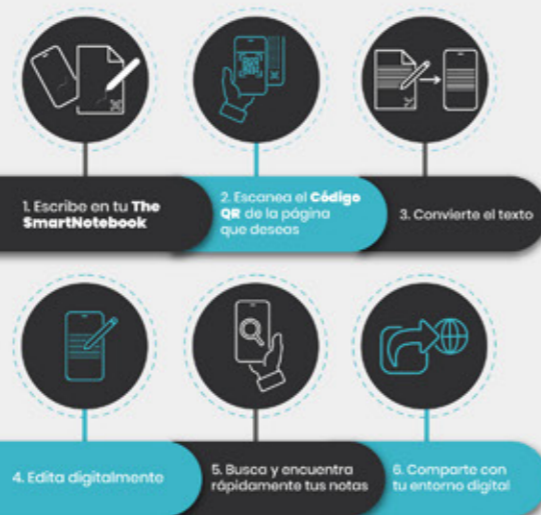 1. Escribe en tu The
SmartNotebook
2. Escanea el Código
QR de la página
que deseas
3. Convierte el texto
4. Edita digitalmente
5. Busca y encuentra
rápidamente tus notas
6. Comparte con
tu entorno digital